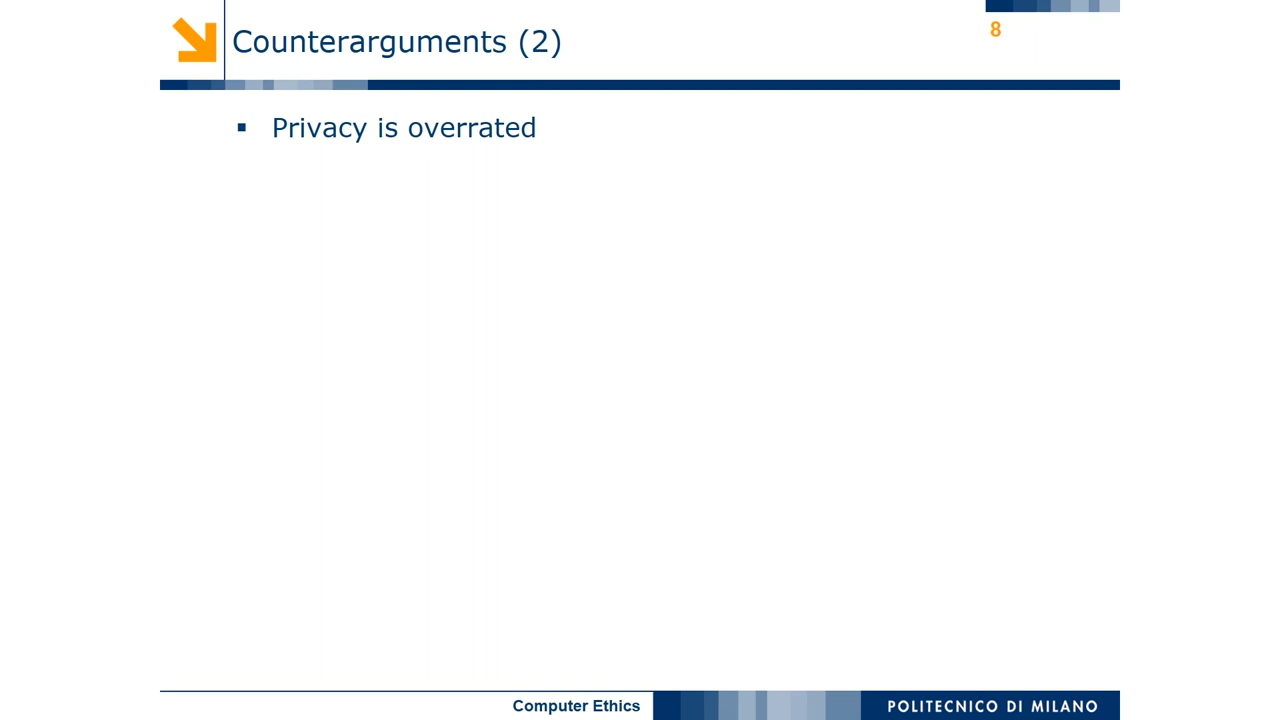 Counterarguments (2)
8
▪ Privacy is overrated
Computer Ethics
POLITECNICO DI MILANO